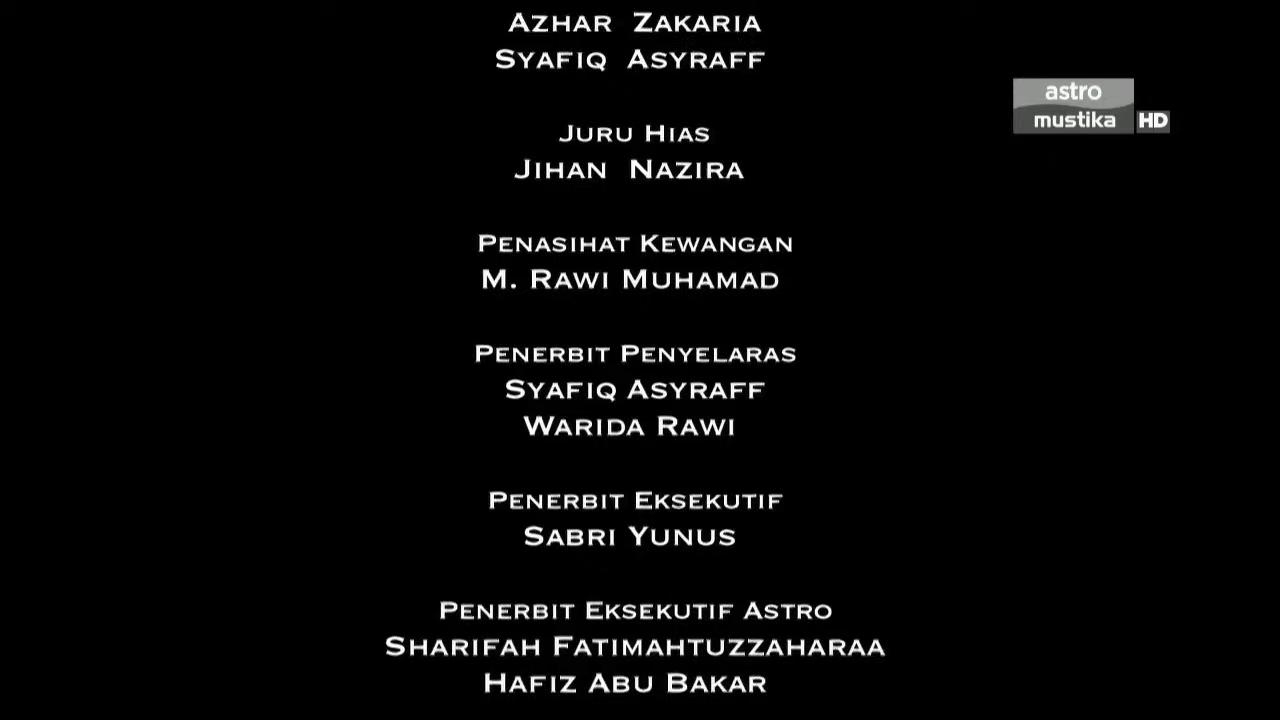 AZHAR ZAKARIA
SYAFIQ ASYRAFF
astro
mustika HD
JURU HIAS
JIHAN NAZIRA
PENASIHAT KEWANGAN
M. RAWI MUHAMAD
PENERBIT PENYELARAS
SYAFIQ ASYRAFF
WARIDA RAWI
PENERBIT EKSEKUTIF
SABRI YUNUS
PENERBIT EKSEKUTIF ASTRO
SHARIFAH FATIMAHTUZZAHARAA
HAFIZ ABU BAKAR